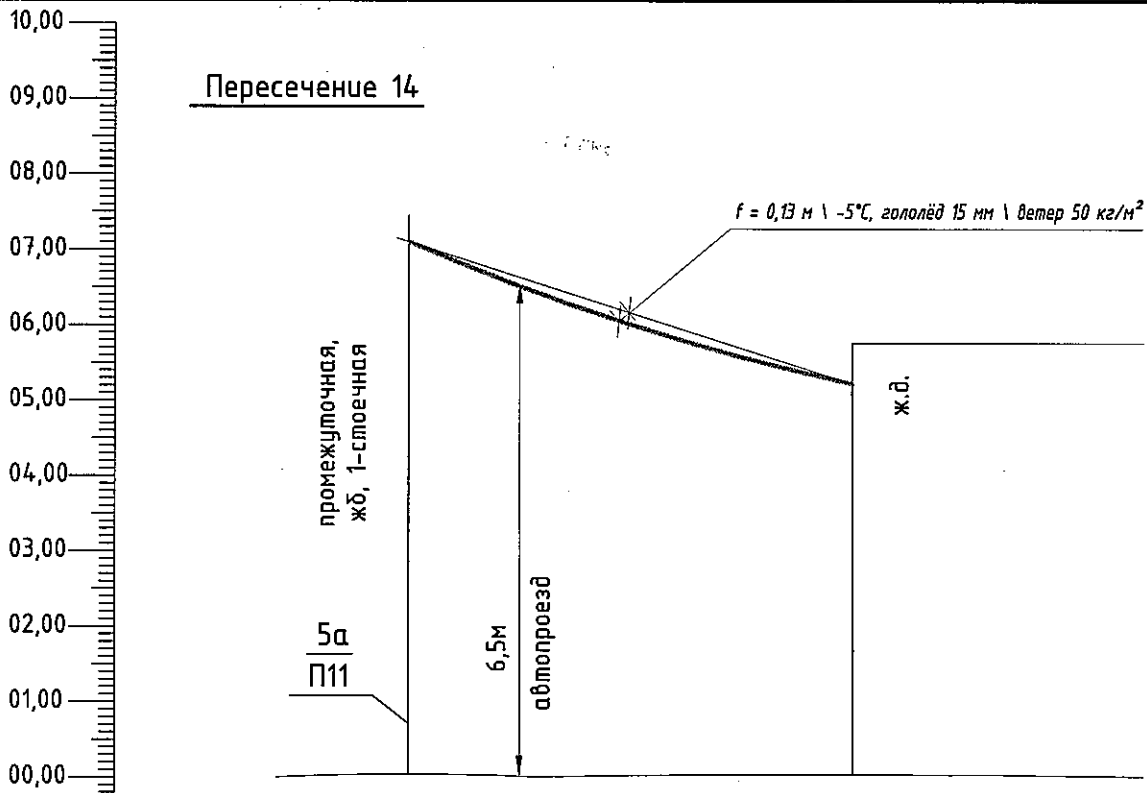 10,00
09,00
08,00
07,00
06,00
05,00
04,00
03,00
02,00
01,00
00,00
Пересечение 14
f = 0,13 м \ -5°С, гололёд 15 мм \ ветер 50 кг/м²
промежуточная,
жб, 1-стоечная
5а
П11
6,5м
автопроезд
ж.д.